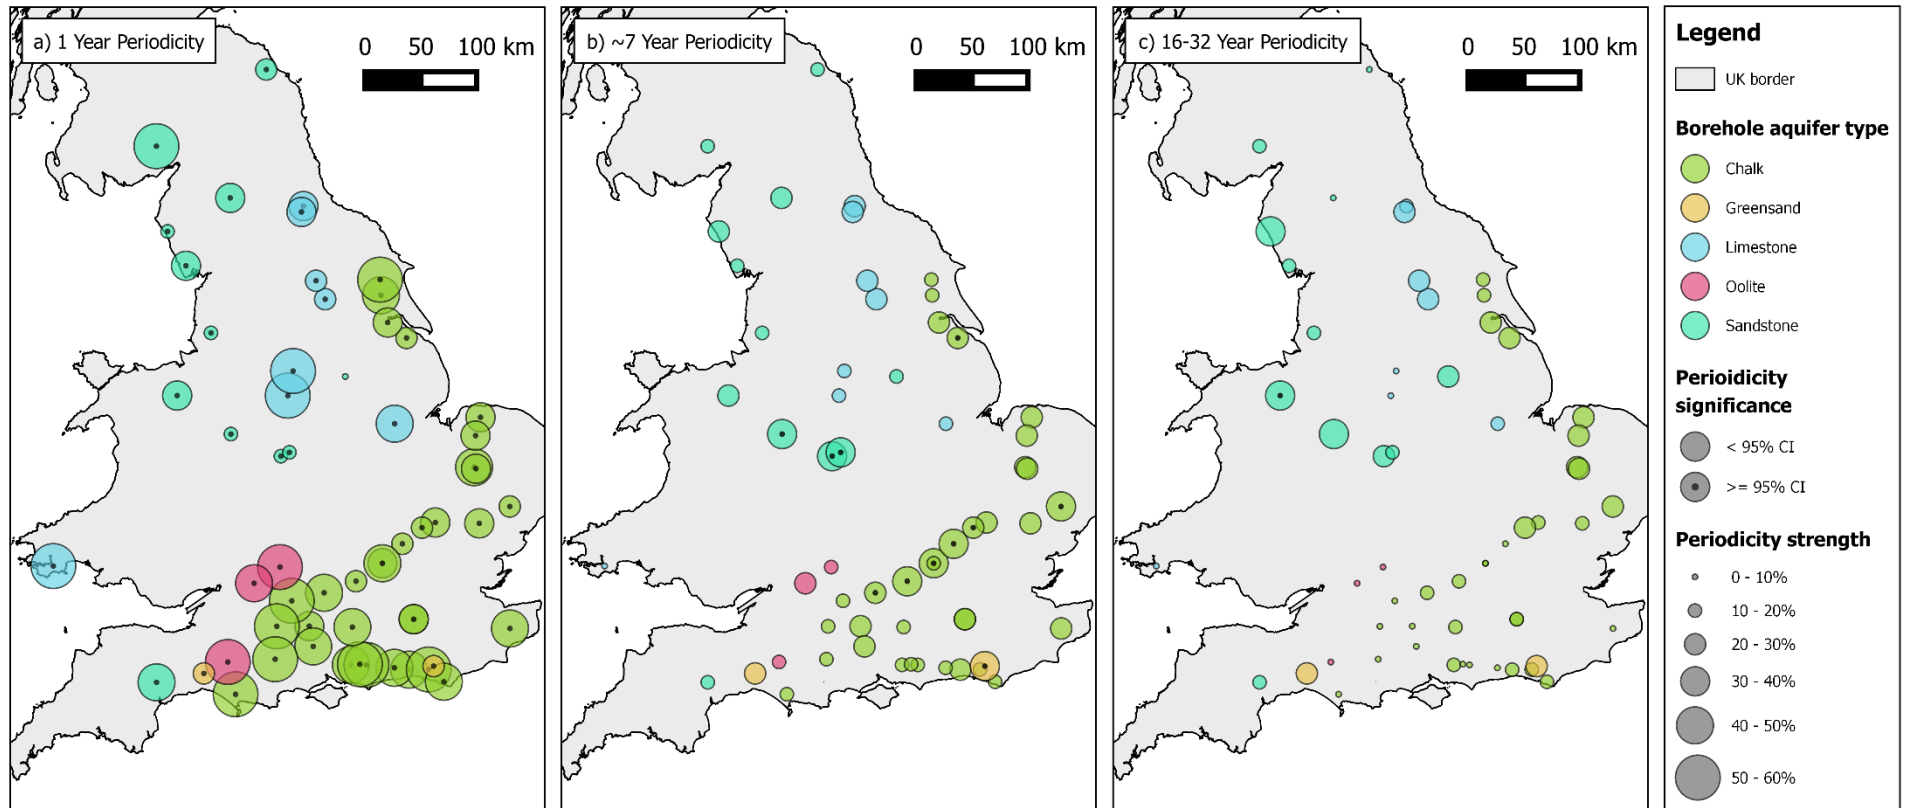 a) 1 Year Periodicity
0 50 100 km
b) ~7 Year Periodicity
0 50 100 km
c) 16-32 Year Periodicity
0 50 100 km
Legend
UK border
Borehole aquifer type
Chalk
Greensand
Limestone
Oolite
Sandstone
Perioidicity
significance
< 95% CI
>= 95% CI
Periodicity strength
0 - 10%
10 - 20%
20 - 30%
30 - 40%
40 - 50%
50 - 60%